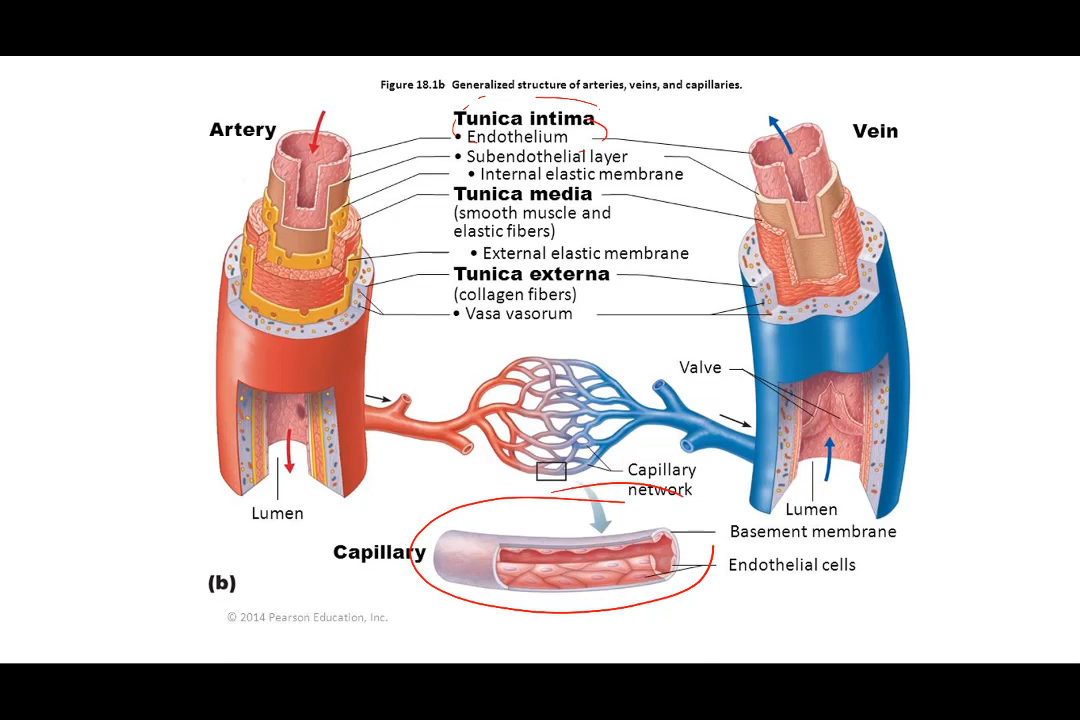 Figure 18.1b Generalized structure of arteries, veins, and capillaries.
Artery
Tunica intima
• Endothelium
• Subendothelial layer
• Internal elastic membrane
Tunica media
(smooth muscle and
elastic fibers)
• External elastic membrane
Tunica externa
(collagen fibers)
• Vasa vasorum
Vein
Valve
Capillary
network
Lumen
Lumen
Basement membrane
Capillary
Endothelial cells
(b)
© 2014 Pearson Education, Inc.